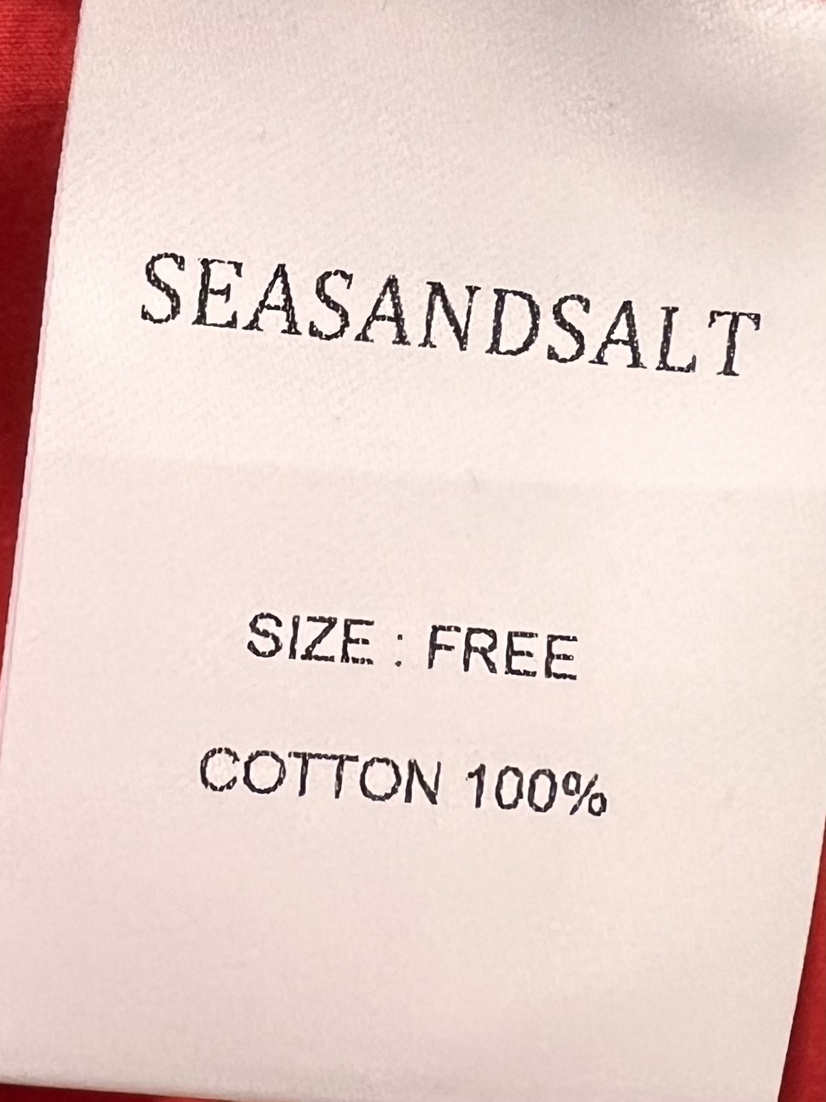 SEASANDSALT
SIZE : FREE
COTTON 100%